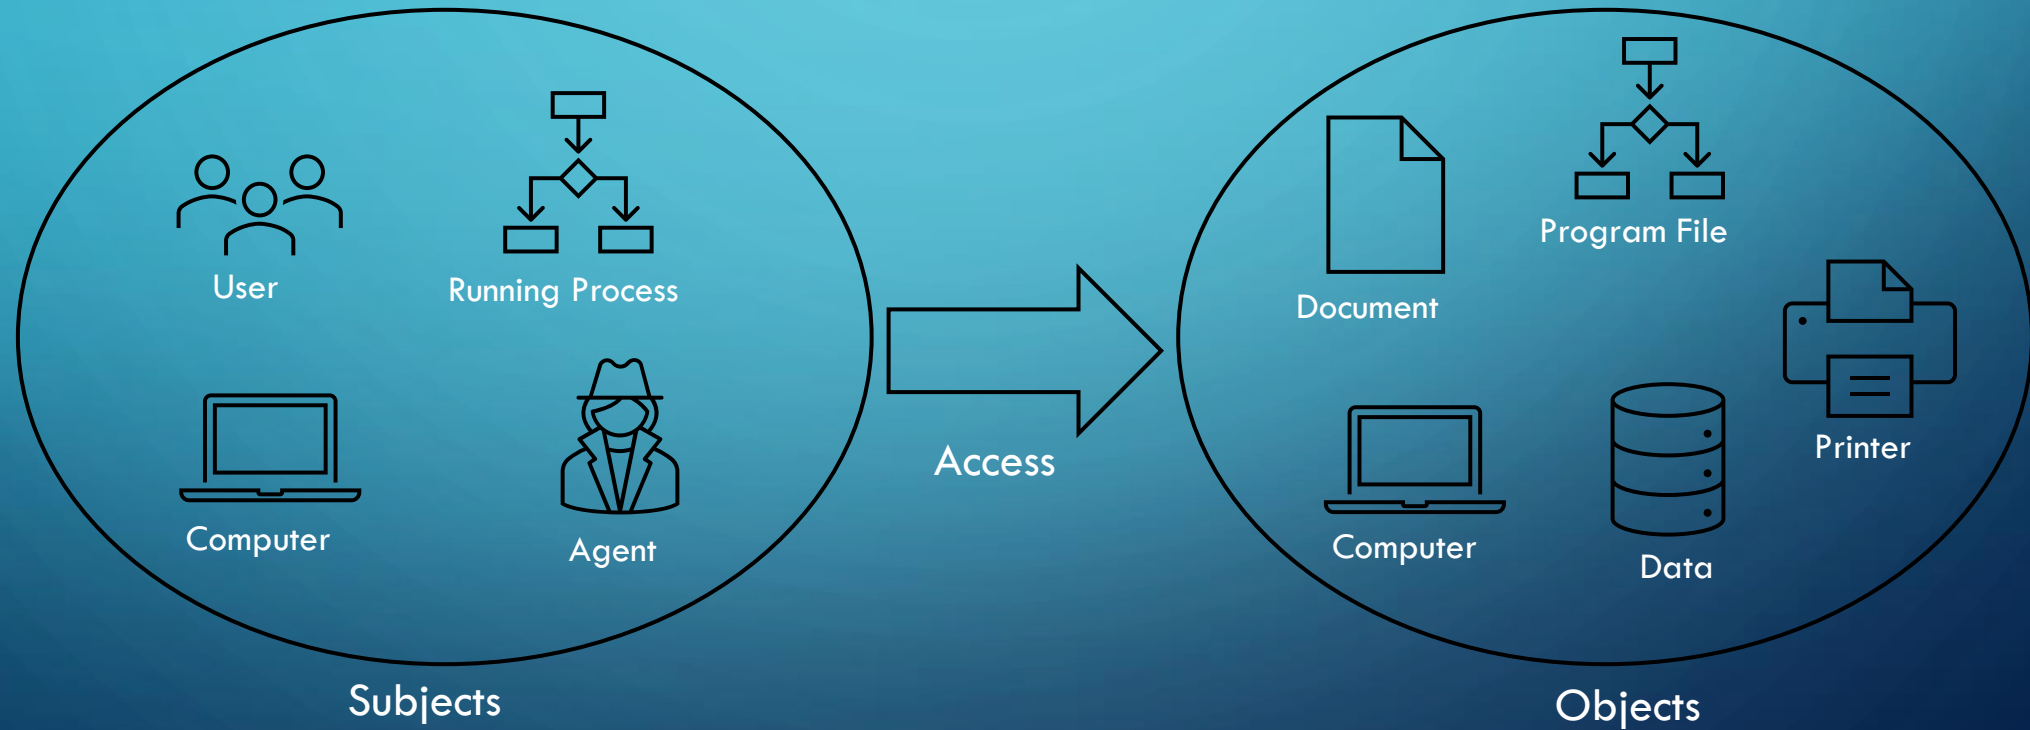 User
Running Process
Computer
Agent
Subjects
Access
Document
Program File
Printer
Computer
Data
Objects